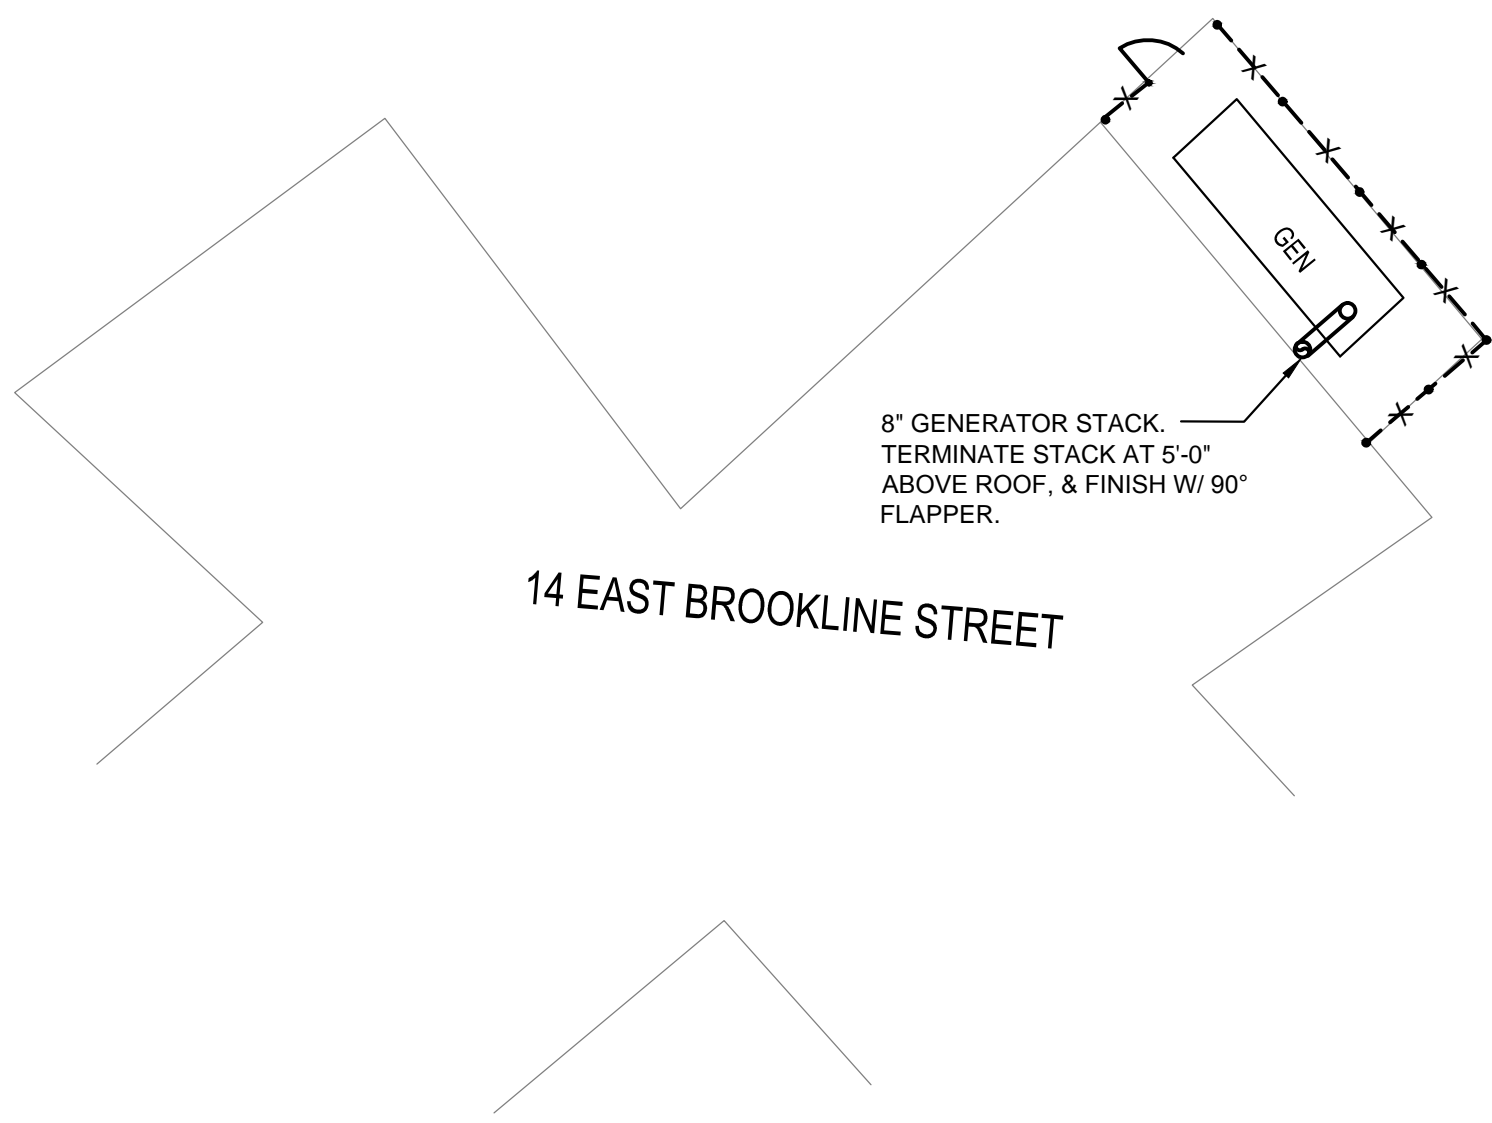 GEN
8" GENERATOR STACK.
TERMINATE STACK AT 5'-0"
ABOVE ROOF, & FINISH W/ 90°
FLAPPER.
14 EAST BROOKLINE STREET